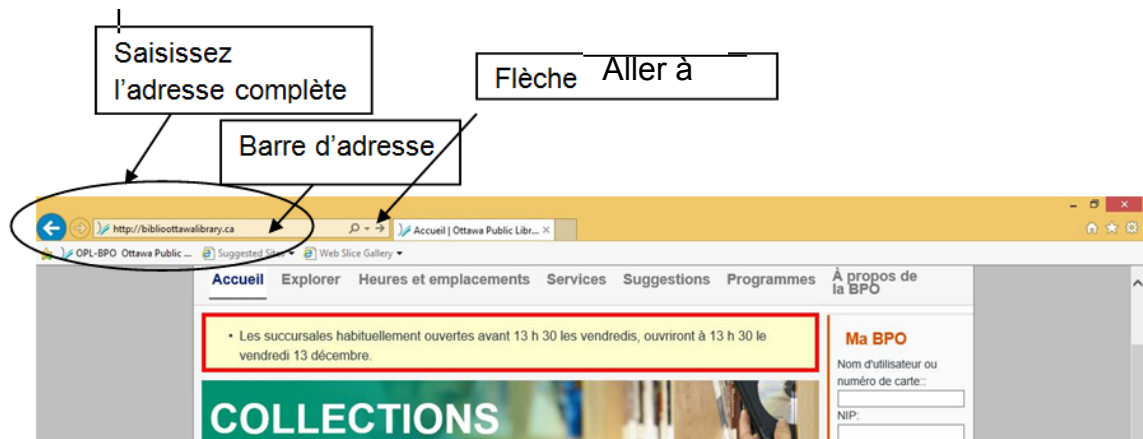 Saisissez
l'adresse complète
Flèche Aller à
Barre d'adresse
http://biblioottawalibrary.ca
Accueil | Ottawa Public Libr...
OPL-BPO Ottawa Public ...
Suggested Sites
Web Slice Gallery
Accueil Explorer Heures et emplacements Services Suggestions Programmes À propos de
la BPO
• Les succursales habituellement ouvertes avant 13 h 30 les vendredis, ouvriront à 13 h 30 le
vendredi 13 décembre.
COLLECTIONS
Ma BPO
Nom d'utilisateur ou
numéro de carte::
NIP: